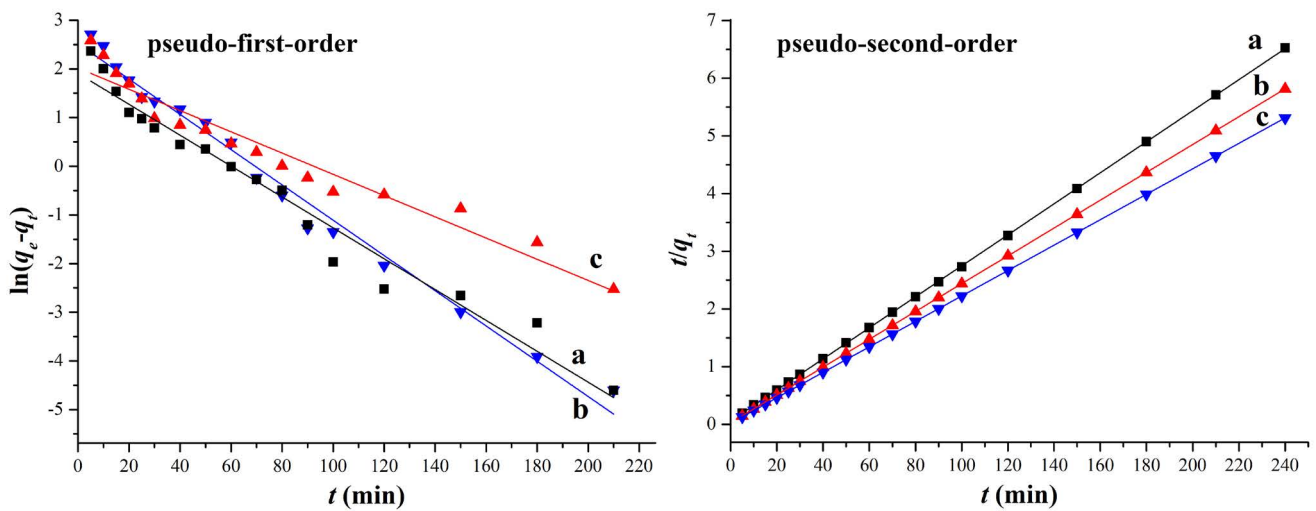 pseudo-first-order
3
2
1
0
-1
-2
-3
-4
-5
ln(qe-qt)
c
a
b
0 20 40 60 80 100 120 140 160 180 200 220
t (min)
pseudo-second-order
7
6
5
4
3
2
1
0
t/qt
a
b
c
0 20 40 60 80 100 120 140 160 180 200 220 240
t (min)